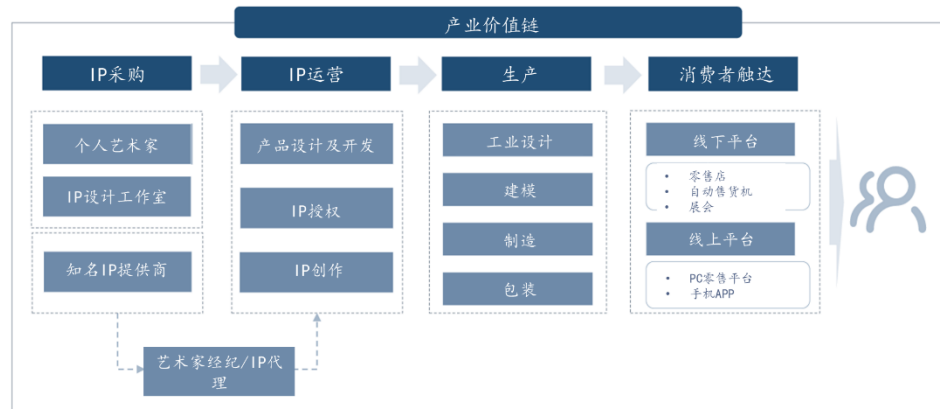 产业价值链
IP采购
IP运营
生产
消费者触达
个人艺术家
IP设计工作室
知名IP提供商
产品设计及开发
IP授权
IP创作
工业设计
建模
制造
包装
线下平台
• 零售店
• 自动售货机
• 展会
线上平台
• PC零售平台
• 手机APP
艺术家经纪/IP代
理